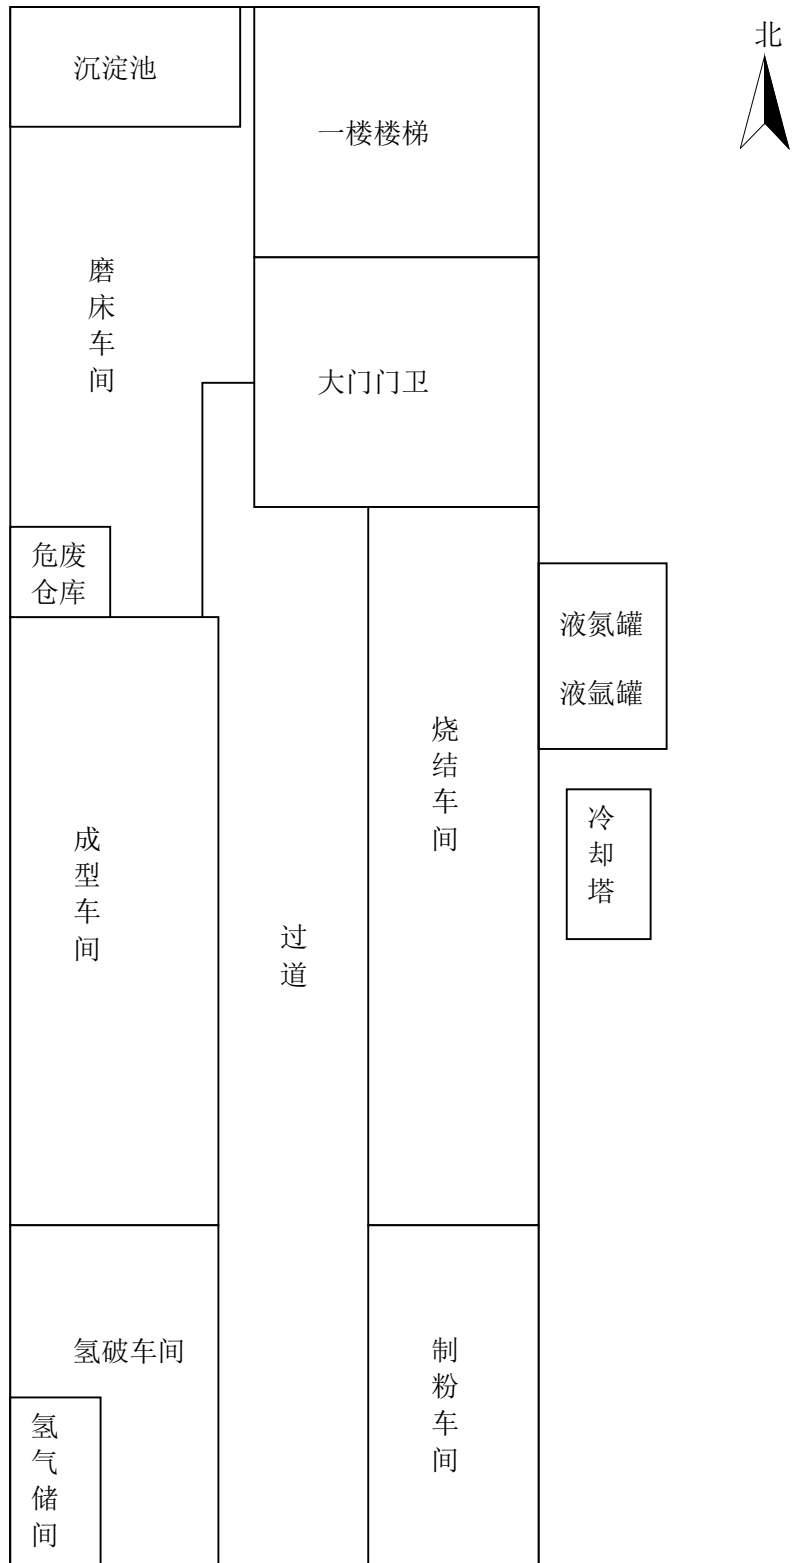 北
沉淀池
一楼楼梯
磨床车间
大门门卫
危废
仓库
液氮罐
液氩罐
烧结车间
冷却塔
成型车间
过道
氢破车间
制粉车间
氢气储间